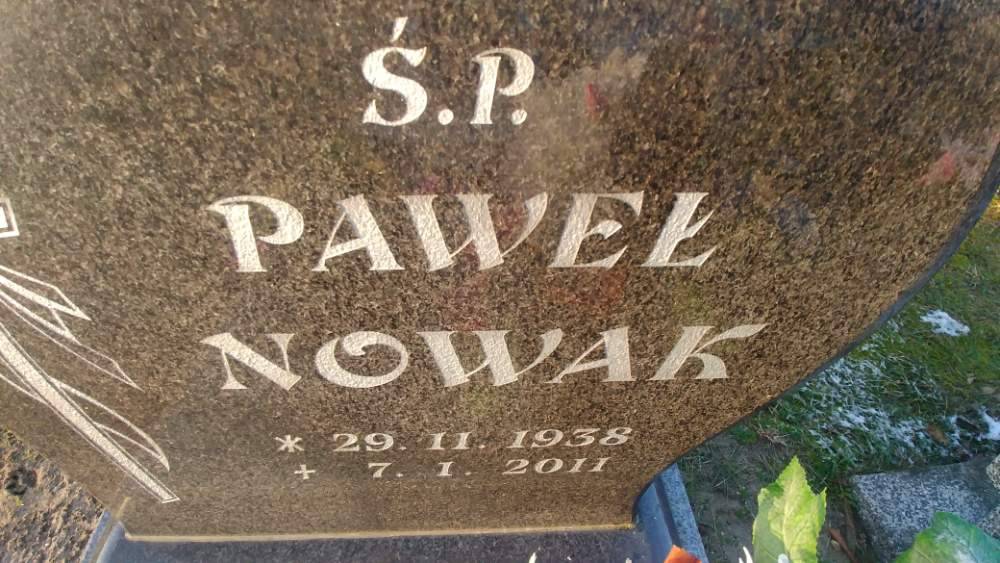 Ś.P.
PAWEŁ
NOWAK
* 29. 11. 1938
+ 7. 1. 2011